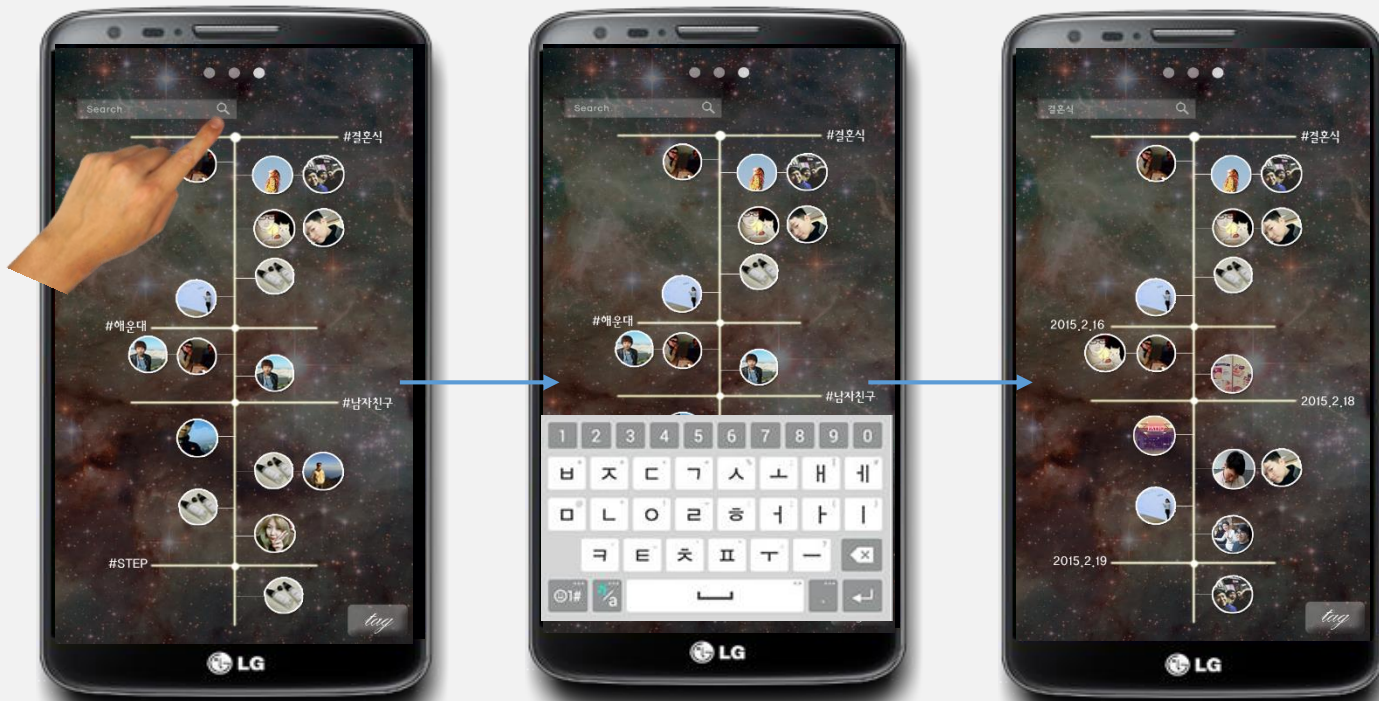 Search
#결혼식
#해운대
#남자친구
#STEP
tag
LG
Search
#결혼식
#해운대
#남자친구
1 2 3 4 5 6 7 8 9 0
ㅂ ㅈ ㄷ ㄱ ㅅ ㅗ ㅐ ㅔ
ㅁ ㄴ ㅇ ㄹ ㅎ ㅓ ㅏ ㅣ
ㅋ ㅌ ㅊ ㅍ ㅜ ㅡ
☺1# /a .
LG
결혼식
#결혼식
2015.2.16
2015.2.18
2015.2.19
tag
LG